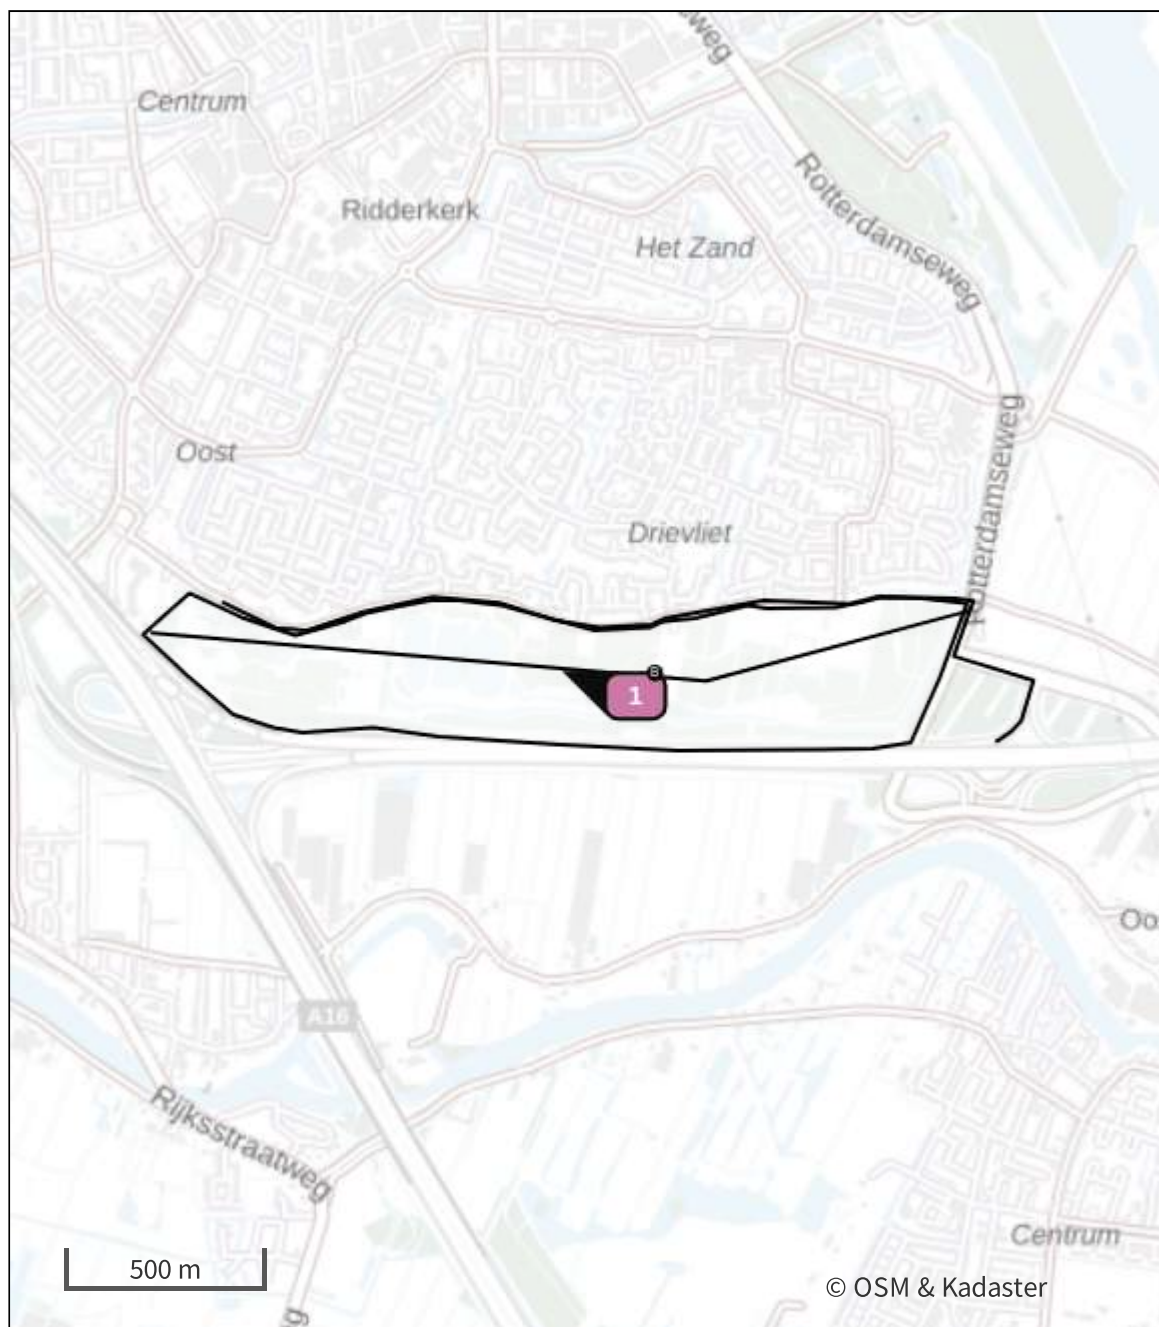 weg
Centrum
Rotterdamseweg
Ridderkerk
Het Zand
Rotterdamseweg
Oost
Drievliet
B
1
Oo
A16
Rijksstraatweg
Centrum
500 m
© OSM & Kadaster
g